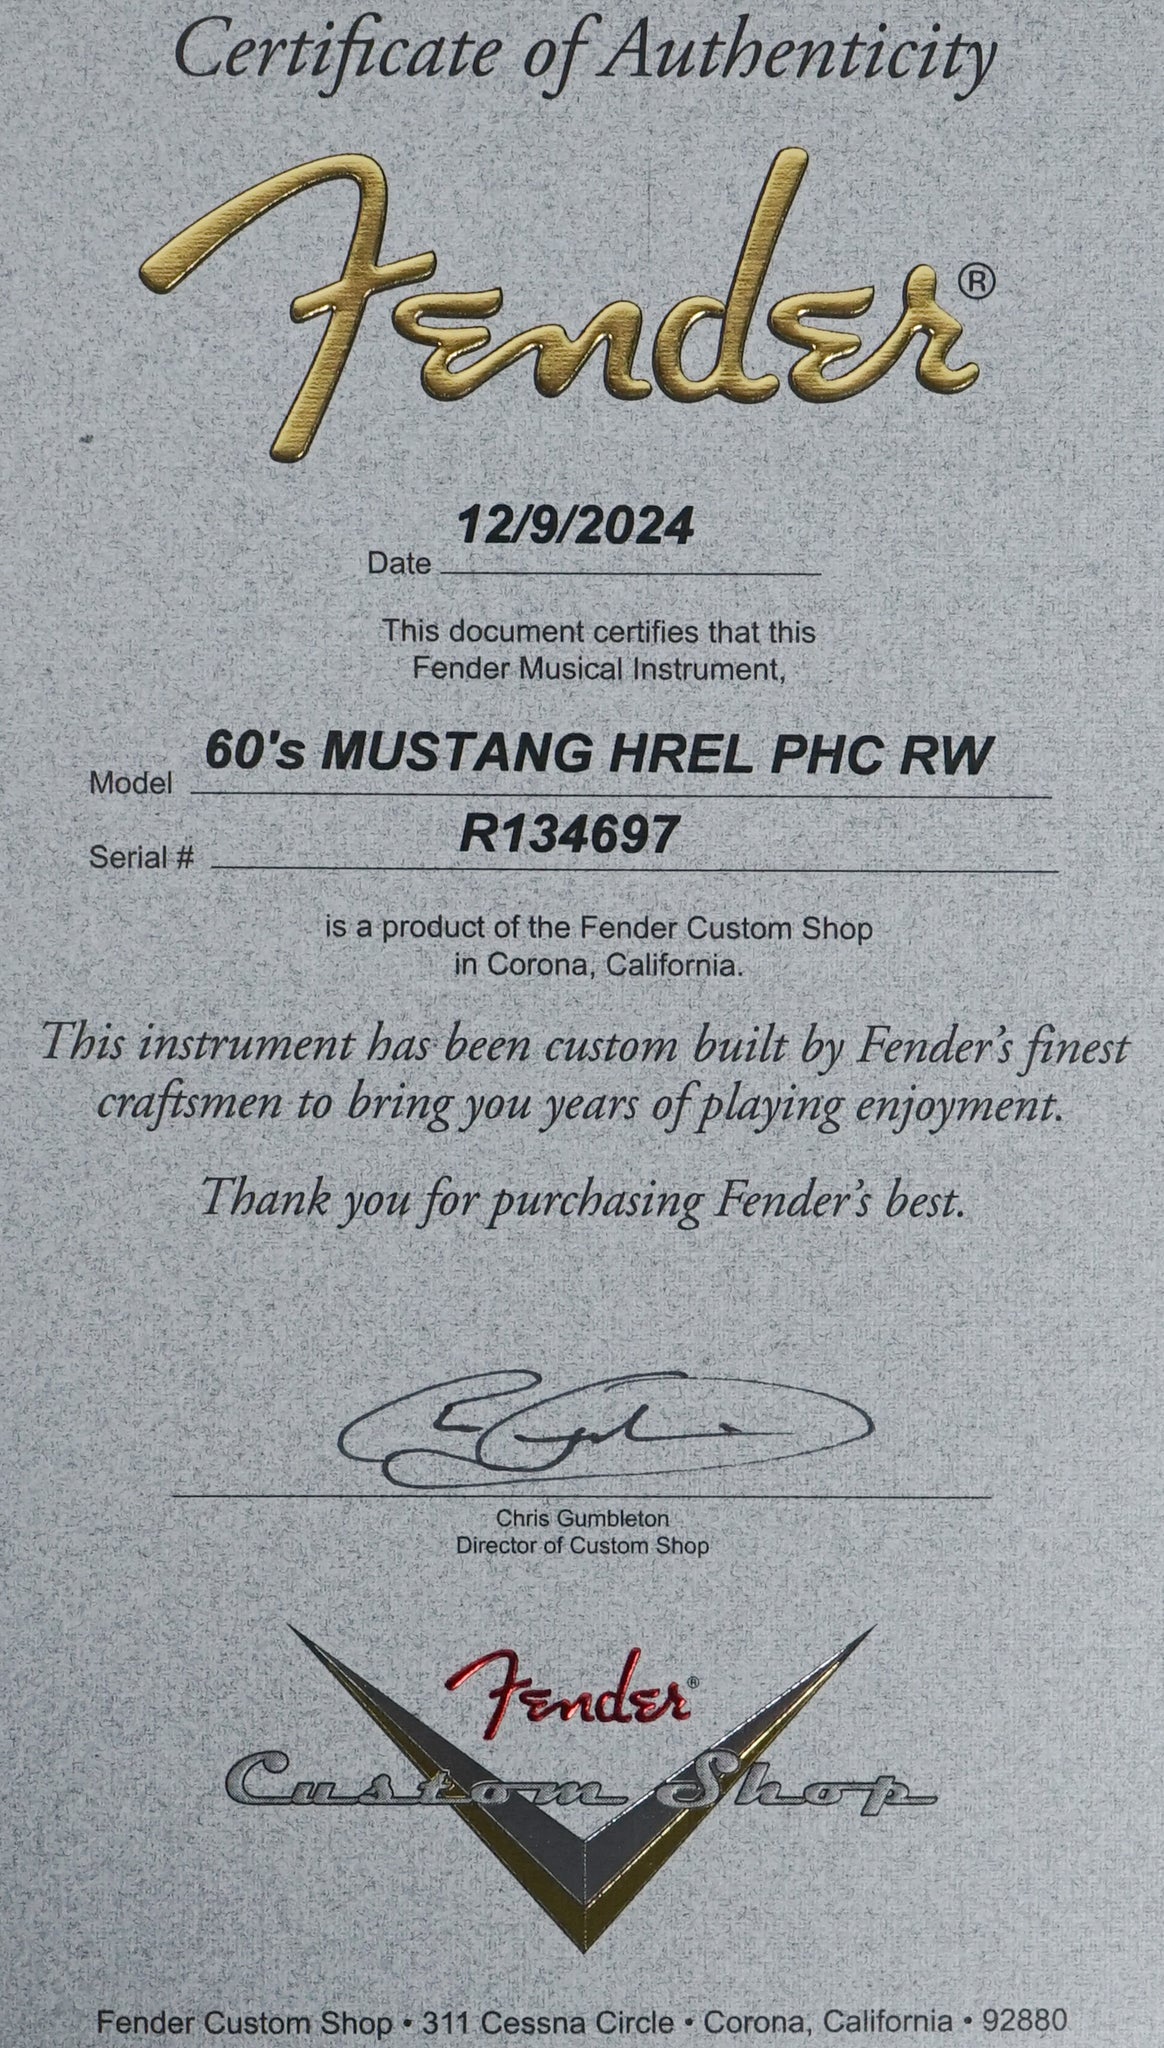 Certificate of Authenticity
Fender®
12/9/2024
Date
This document certifies that this
Fender Musical Instrument,
60's MUSTANG HREL PHC RW
Model
R134697
Serial #
is a product of the Fender Custom Shop
in Corona, California.
This instrument has been custom built by Fender's finest
craftsmen to bring you years of playing enjoyment.
Thank you for purchasing Fender's best.
Chris Gumbleton
Director of Custom Shop
Fender®
Custom Shop
Fender Custom Shop • 311 Cessna Circle • Corona, California • 92880